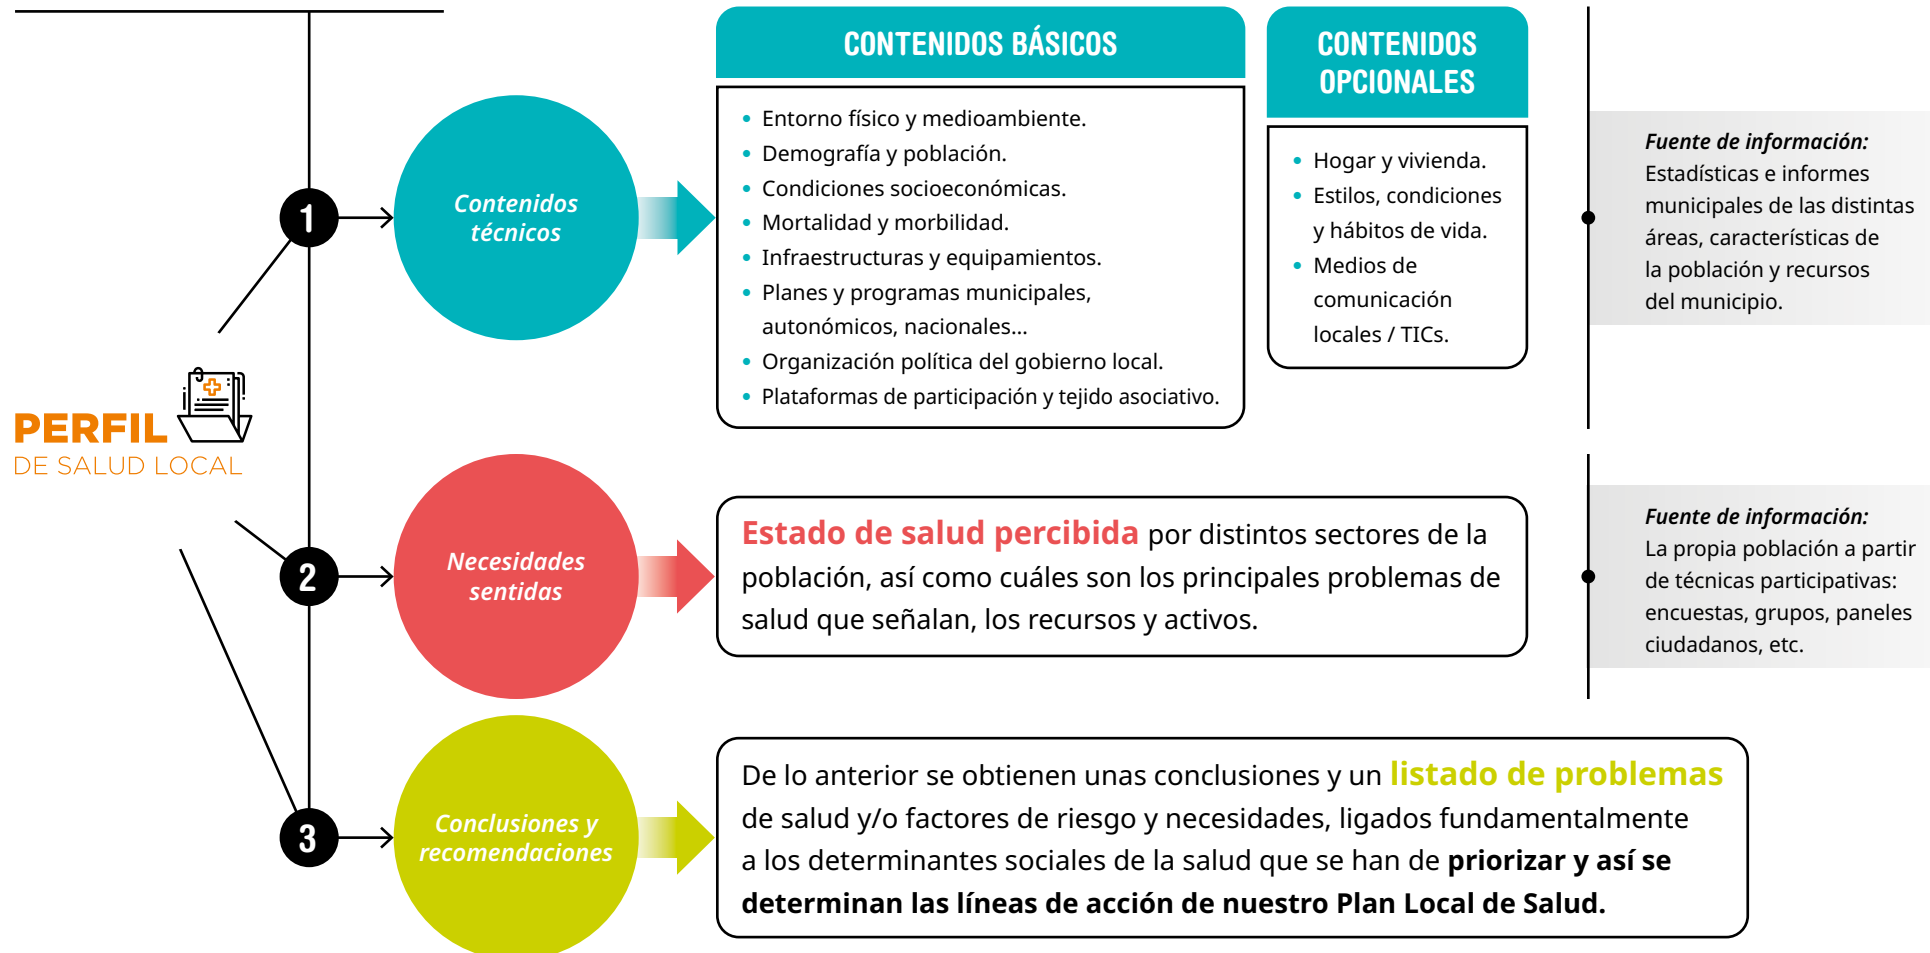 PERFIL
DE SALUD LOCAL
1
Contenidos
técnicos
CONTENIDOS BÁSICOS
• Entorno físico y medioambiente.
• Demografía y población.
• Condiciones socioeconómicas.
• Mortalidad y morbilidad.
• Infraestructuras y equipamientos.
• Planes y programas municipales,
autonómicos, nacionales...
• Organización política del gobierno local.
• Plataformas de participación y tejido asociativo.
CONTENIDOS
OPCIONALES
• Hogar y vivienda.
• Estilos, condiciones
y hábitos de vida.
• Medios de
comunicación
locales / TICs.
Fuente de información:
Estadísticas e informes
municipales de las distintas
áreas, características de
la población y recursos
del municipio.
2
Necesidades
sentidas
Estado de salud percibida por distintos sectores de la
población, así como cuáles son los principales problemas de
salud que señalan, los recursos y activos.
Fuente de información:
La propia población a partir
de técnicas participativas:
encuestas, grupos, paneles
ciudadanos, etc.
3
Conclusiones y
recomendaciones
De lo anterior se obtienen unas conclusiones y un listado de problemas
de salud y/o factores de riesgo y necesidades, ligados fundamentalmente
a los determinantes sociales de la salud que se han de priorizar y así se
determinan las líneas de acción de nuestro Plan Local de Salud.